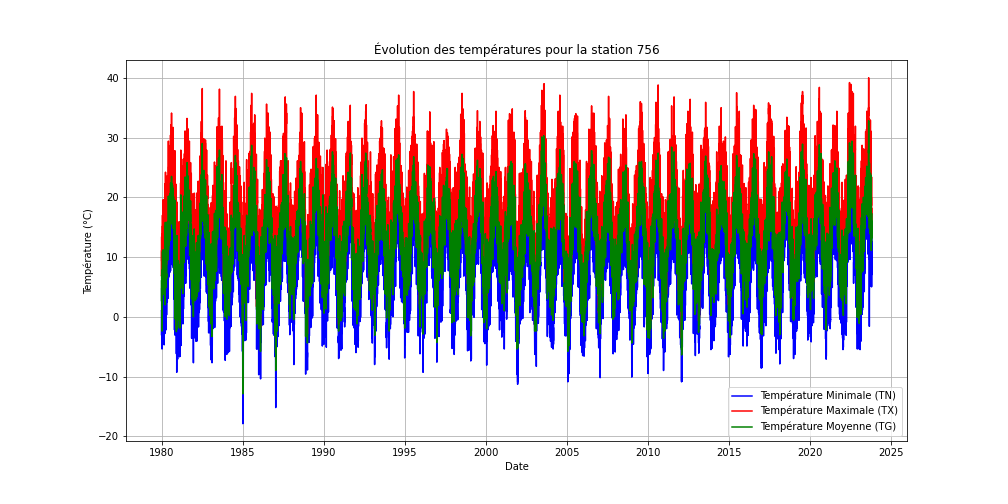 Évolution des températures pour la station 756
40
30
20
10
0
−10
−20
Température (°C)
1980
1985
1990
1995
2000
2005
2010
2015
2020
2025
Date
Température Minimale (TN)
Température Maximale (TX)
Température Moyenne (TG)